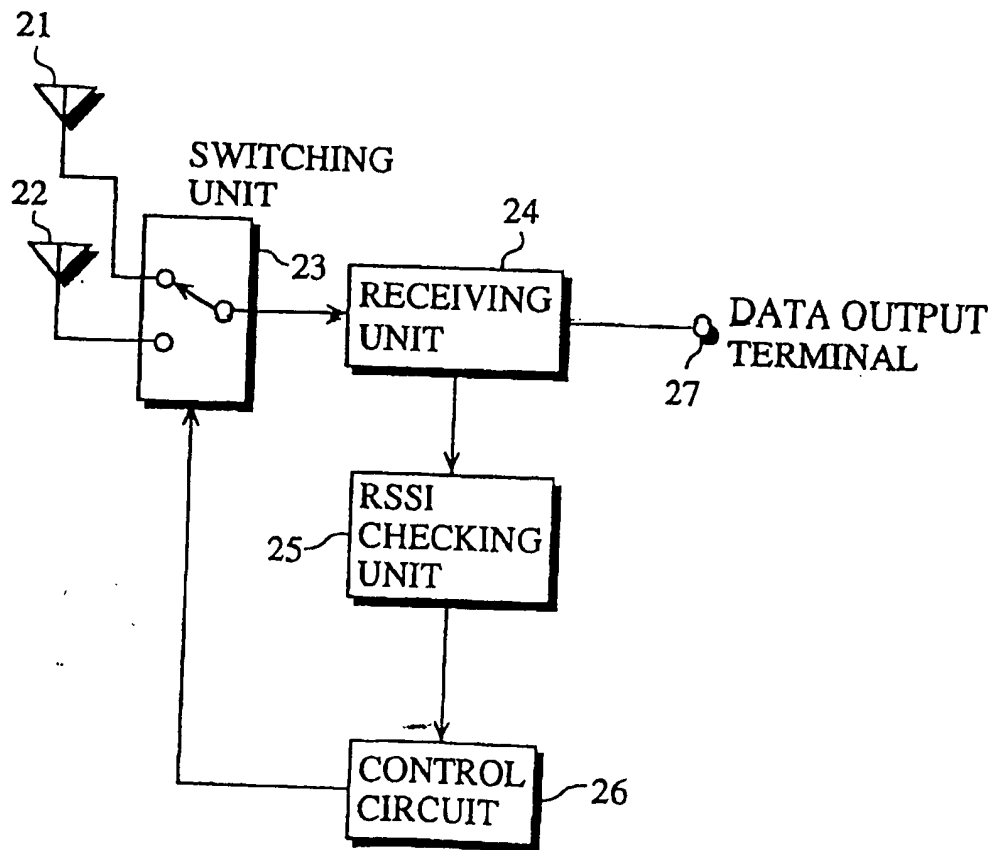 21
SWITCHING
UNIT
22
23
24
RECEIVING
UNIT
DATA OUTPUT
TERMINAL
27
RSSI
CHECKING
UNIT
25
CONTROL
CIRCUIT
26